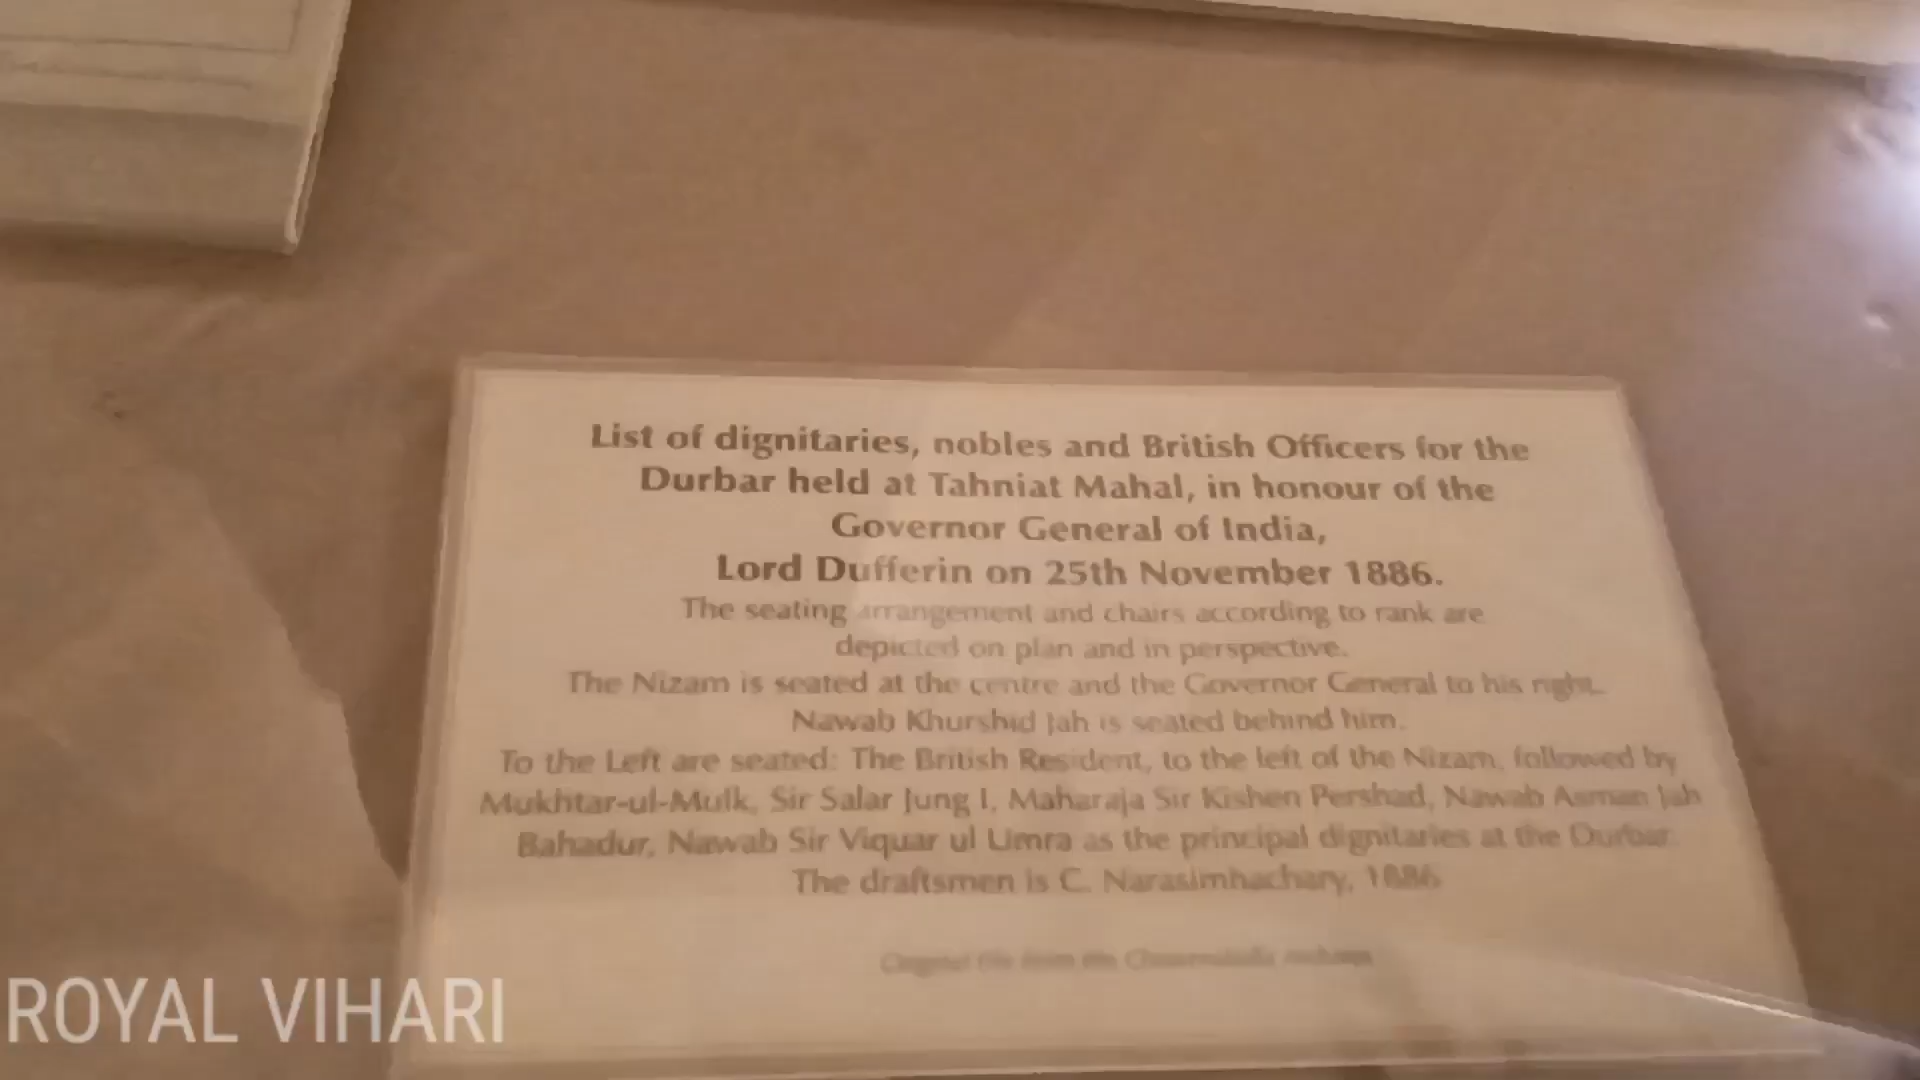 List of dignitaries, nobles and British Officers for the
Durbar held at Tahniat Mahal, in honour of the
Governor General of India,
Lord Dufferin on 25th November 1886.
The seating arrangement and chairs according to rank are
depicted on plan and in perspective.
The Nizam is seated at the centre and the Governor General to his right.
Nawab Khurshid Jah is seated behind him.
To the Left are seated: The British Resident, to the left of the Nizam, followed by
Mukhtar-ul-Mulk, Sir Salar Jung I, Maharaja Sir Kishen Pershad, Nawab Asman Jah
Bahadur, Nawab Sir Viquar ul Umra as the principal dignitaries at the Durbar.
The draftsmen is C. Narasimhachary, 1886
Original file from the
ROYAL VIHARI